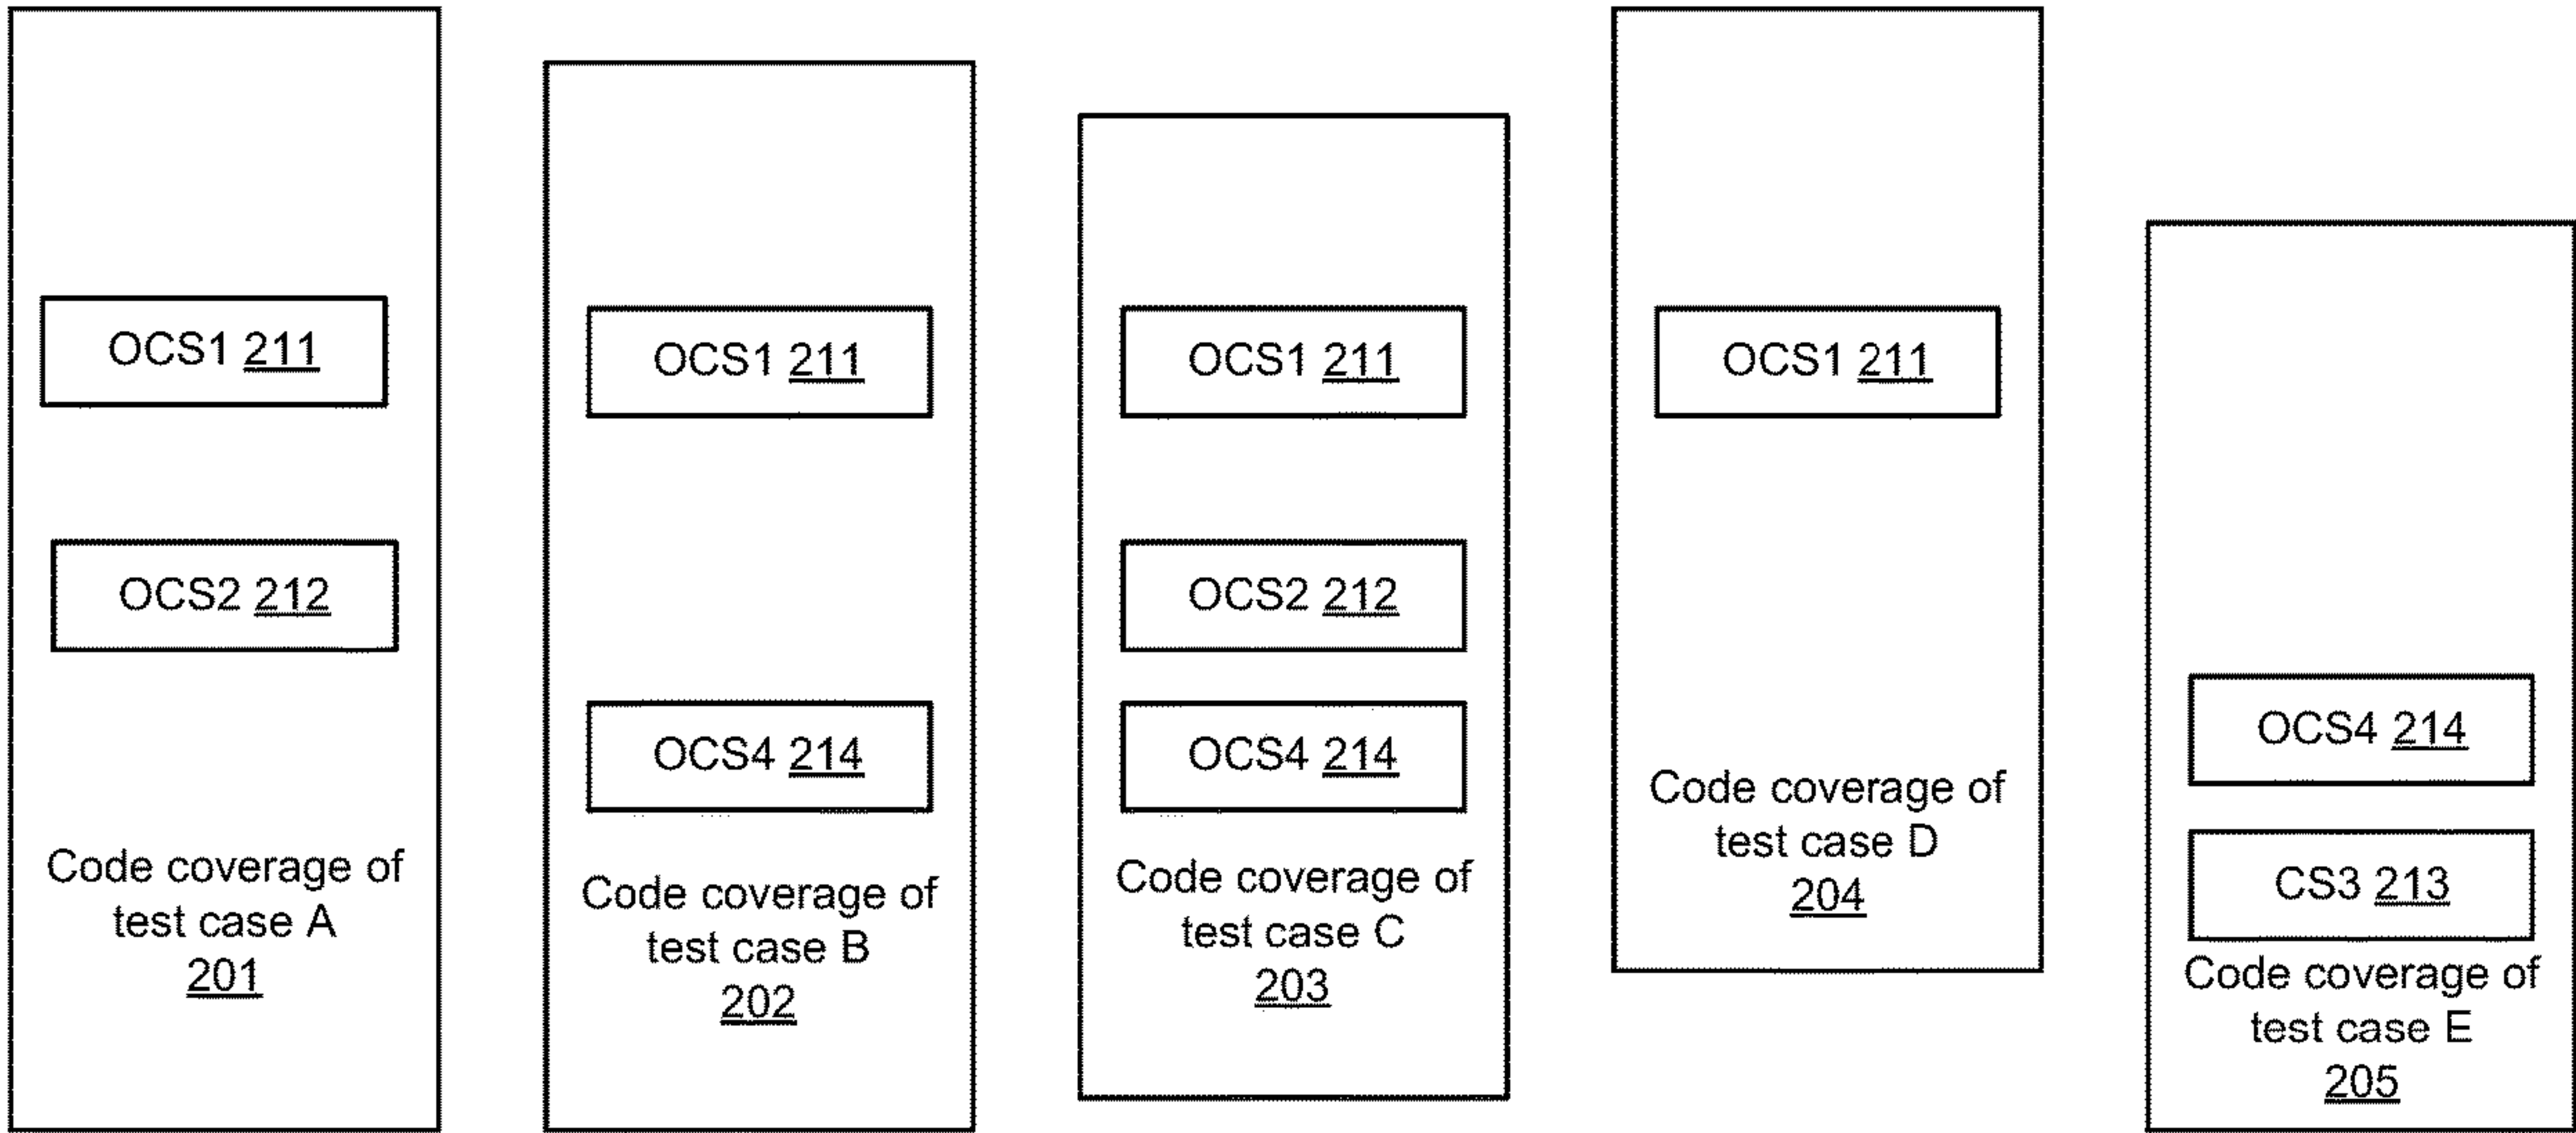 OCS1 211
OCS2 212
Code coverage of
test case A
201
OCS1 211
OCS4 214
Code coverage of
test case B
202
OCS1 211
OCS2 212
OCS4 214
Code coverage of
test case C
203
OCS1 211
Code coverage of
test case D
204
OCS4 214
CS3 213
Code coverage of
test case E
205